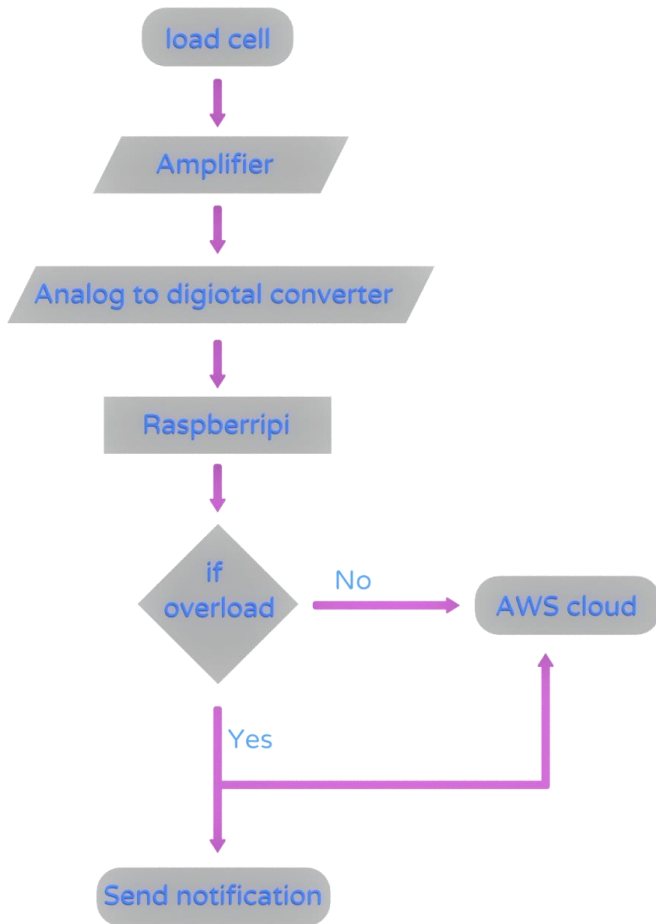 load cell
Amplifier
Analog to digiotal converter
Raspberripi
if
overload
No
AWS cloud
Yes
Send notification